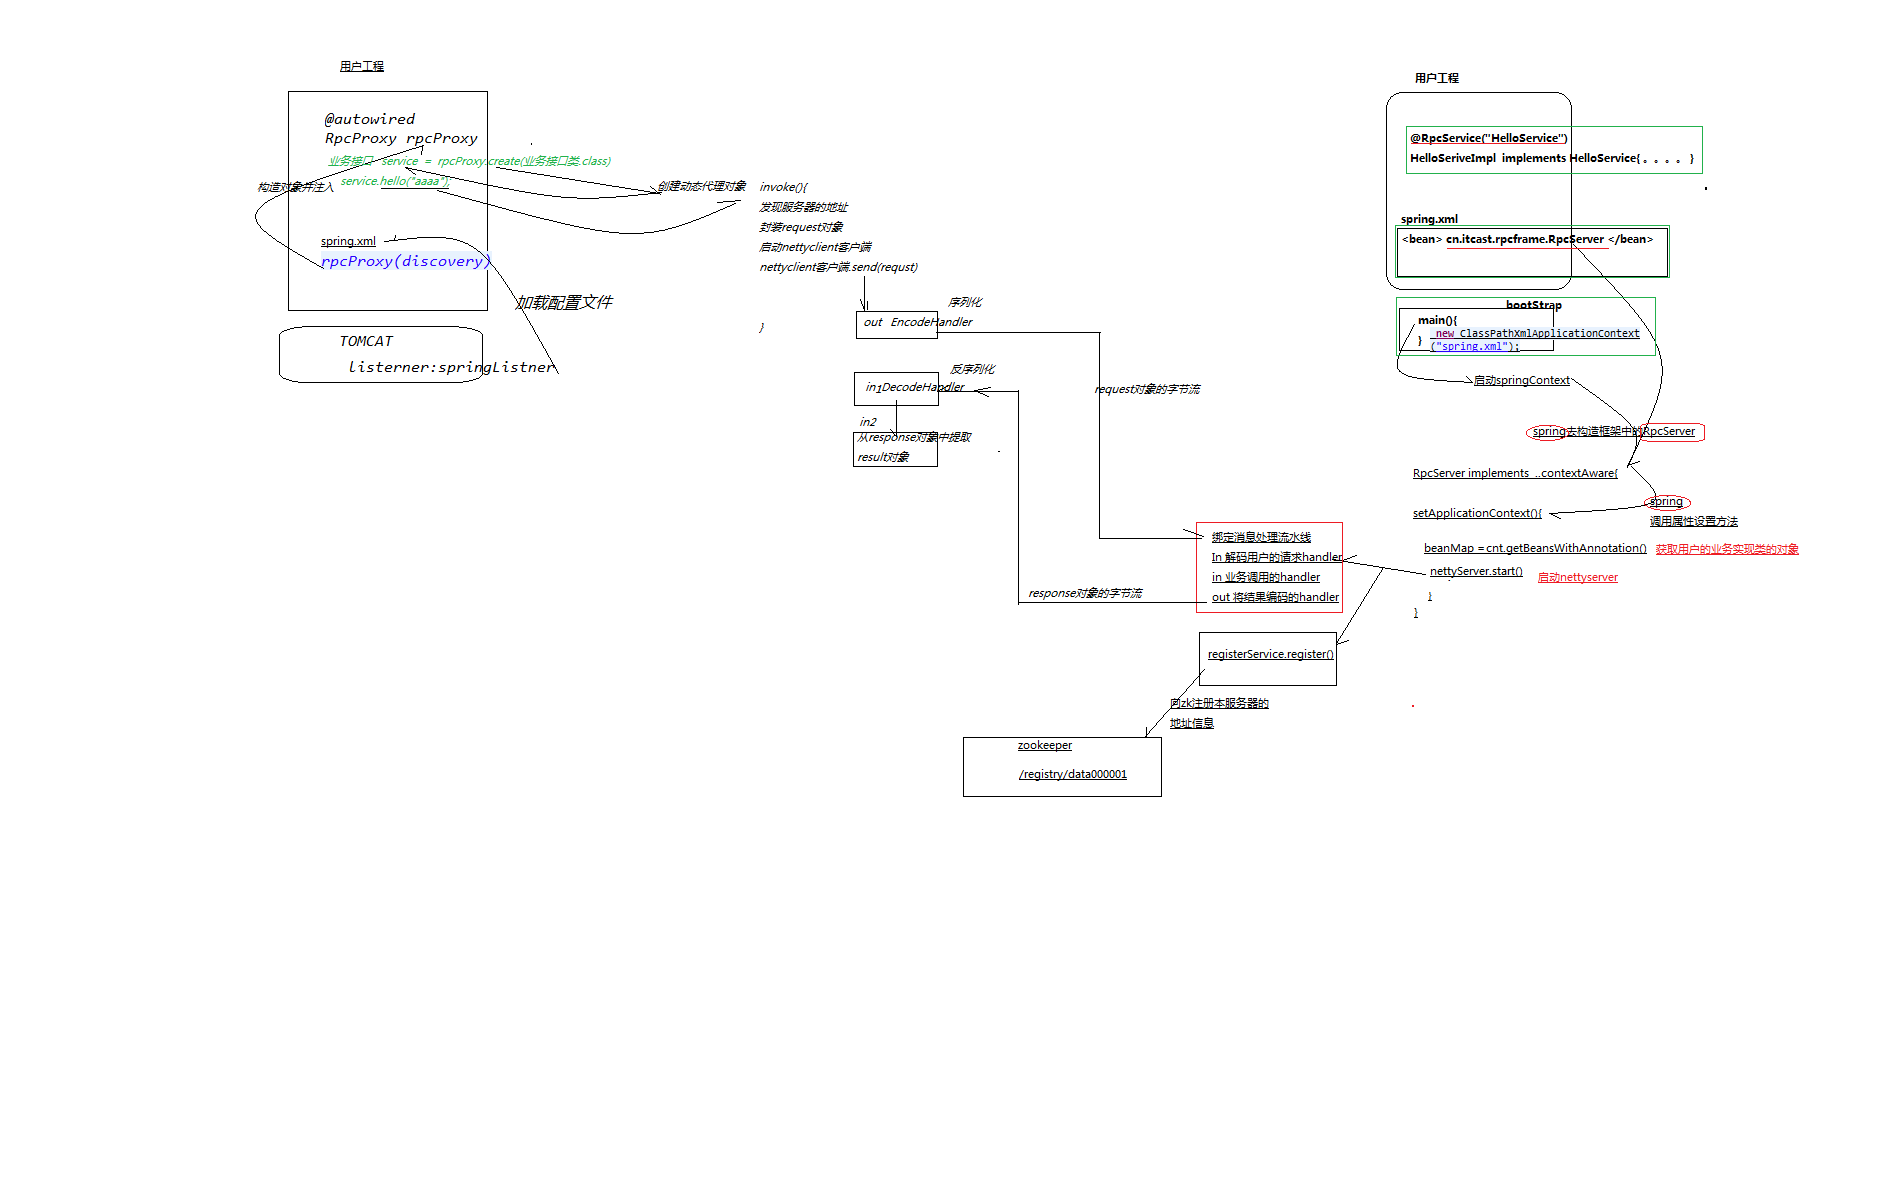 用户工程
@autowired
RpcProxy rpcProxy
业务接口 service = rpcProxy.create(业务接口类.class)
service.hello("aaaa");
构造对象并注入
spring.xml
rpcProxy(discovery)
加载配置文件
TOMCAT
listerner:springListner
创建动态代理对象
invoke(){
发现服务器的地址
封装request对象
启动nettyclient客户端
nettyclient客户端.send(requst)
}
序列化
out EncodeHandler
反序列化
in1DecodeHandler
in2
从response对象中提取
result对象
request对象的字节流
response对象的字节流
绑定消息处理流水线
In 解码用户的请求handler
in 业务调用的handler
out 将结果编码的handler
registerService.register()
向zk注册本服务器的
地址信息
zookeeper
/registry/data000001
用户工程
@RpcService("HelloService")
HelloSeriveImpl implements HelloService{ 。。。。 }
spring.xml
<bean> cn.itcast.rpcframe.RpcServer </bean>
bootStrap
main(){
} new ClassPathXmlApplicationContext
("spring.xml");
启动springContext
spring去构造框架中的RpcServer
RpcServer implements ..contextAware{
spring
setApplicationContext(){
调用属性设置方法
beanMap = cnt.getBeansWithAnnotation() 获取用户的业务实现类的对象
nettyServer.start() 启动nettyserver
}
}